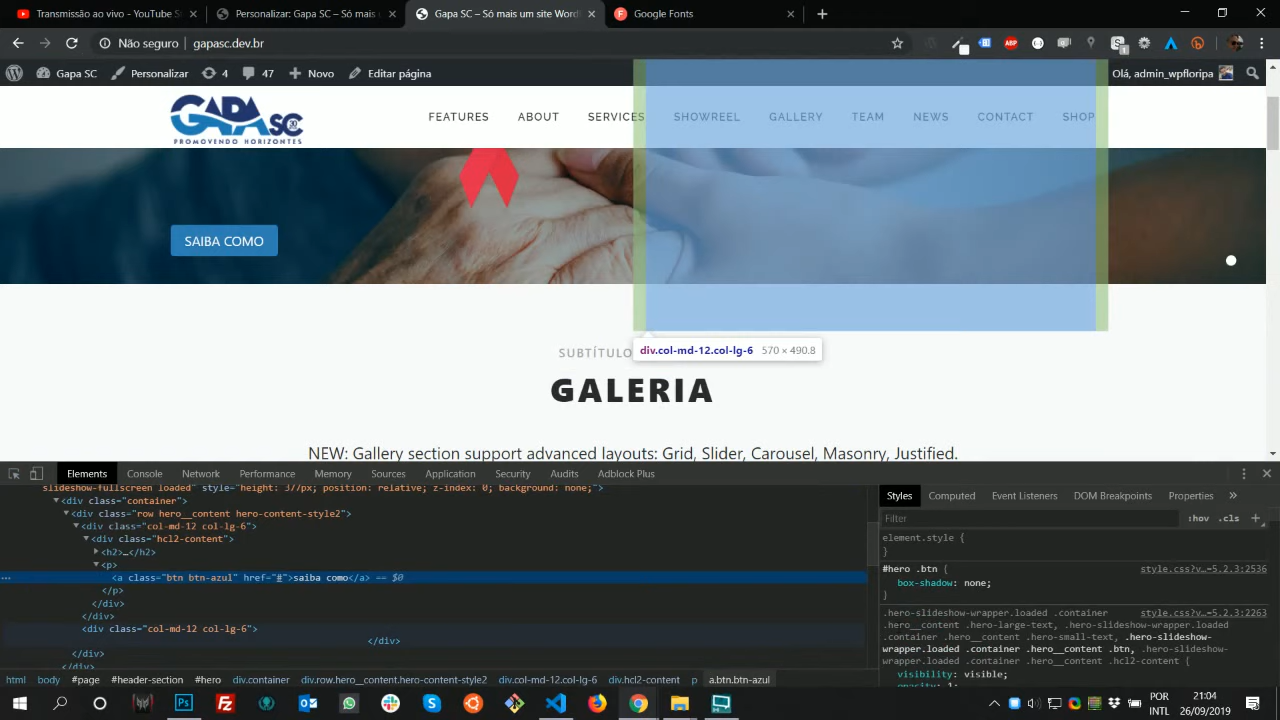 Transmissão ao vivo - YouTube S
Personalizar: Gapa SC – Só mais u
Gapa SC – Só mais um site WordP
Google Fonts
Não seguro | gapasc.dev.br
ABP
1
Gapa SC
Personalizar
4
47
Novo
Editar página
Olá, admin_wpfloripa
GAPA SC
PROMOVENDO HORIZONTES
FEATURES ABOUT SERVICES SHOWREEL GALLERY TEAM NEWS CONTACT SHOP
SAIBA COMO
SUBTÍTULO
div.col-md-12.col-lg-6 570 × 490.8
GALERIA
NEW: Gallery section support advanced layouts: Grid, Slider, Carousel, Masonry, Justified.
Elements Console Network Performance Memory Sources Application Security Audits Adblock Plus
slideshow-fullscreen loaded" style="height: 377px; position: relative; z-index: 0; background: none;">
<div class="container">
<div class="row hero__content hero-content-style2">
<div class="col-md-12 col-lg-6">
<div class="hcl2-content">
<h2>…</h2>
<p>
<a class="btn btn-azul" href="#">saiba como</a> == $0
</p>
</div>
</div>
<div class="col-md-12 col-lg-6">
</div>
</div>
</div>
html body #page #header-section #hero div.container div.row.hero__content.hero-content-style2 div.col-md-12.col-lg-6 div.hcl2-content p a.btn.btn-azul
Styles Computed Event Listeners DOM Breakpoints Properties »
Filter :hov .cls +
element.style {
}
#hero .btn { style.css?v…=5.2.3:2536
box-shadow: none;
}
.hero-slideshow-wrapper.loaded .container style.css?v…=5.2.3:2263
.hero__content .hero-large-text, .hero-slideshow-wrapper.loaded
.container .hero__content .hero-small-text, .hero-slideshow-
wrapper.loaded .container .hero__content .btn, .hero-slideshow-
wrapper.loaded .container .hero__content .hcl2-content {
visibility: visible;
opacity: 1;
POR
INTL
21:04
26/09/2019